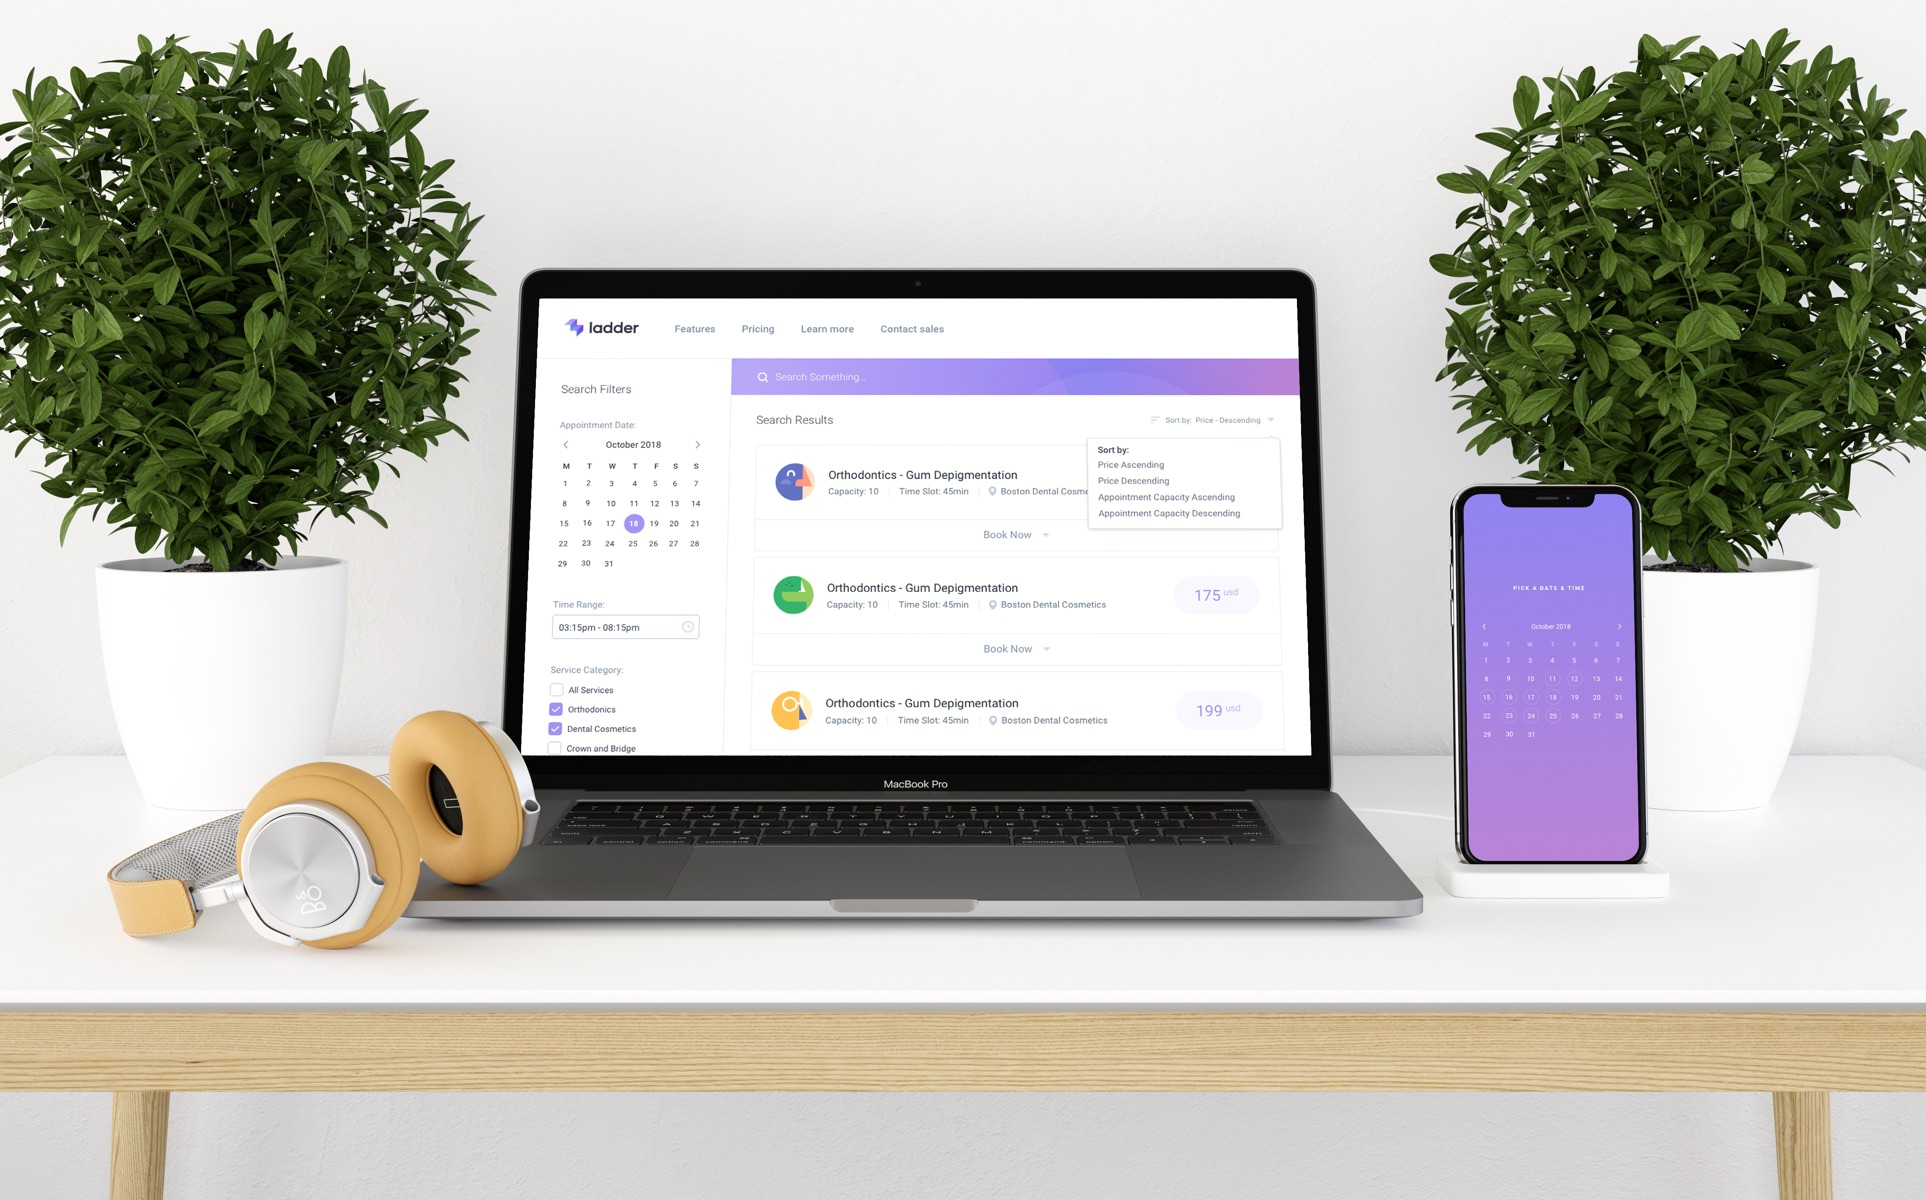 ladder
Features Pricing Learn more Contact sales
Search Filters
Search Something...
Appointment Date:
October 2018
M T W T F S S
1 2 3 4 5 6 7
8 9 10 11 12 13 14
15 16 17 18 19 20 21
22 23 24 25 26 27 28
29 30 31
Time Range:
03:15pm - 08:15pm
Service Category:
All Services
Orthodonics
Dental Cosmetics
Crown and Bridge
Search Results
Sort by: Price - Descending
Sort by:
Price Ascending
Price Descending
Appointment Capacity Ascending
Appointment Capacity Descending
Orthodontics - Gum Depigmentation
Capacity: 10 Time Slot: 45min Boston Dental Cosme
Book Now
Orthodontics - Gum Depigmentation
Capacity: 10 Time Slot: 45min Boston Dental Cosmetics
175 usd
Book Now
Orthodontics - Gum Depigmentation
Capacity: 10 Time Slot: 45min Boston Dental Cosmetics
199 usd
MacBook Pro
PICK A DATE & TIME
October 2018
M T W T F S S
1 2 3 4 5 6 7
8 9 10 11 12 13 14
15 16 17 18 19 20 21
22 23 24 25 26 27 28
29 30 31